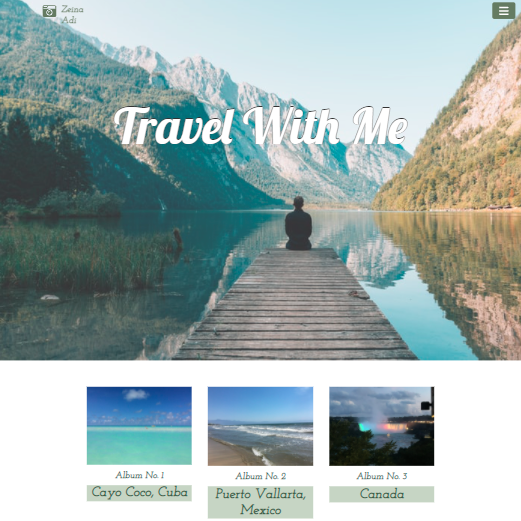 Zeina
Adi
Travel With Me
Album No. 1
Cayo Coco, Cuba
Album No. 2
Puerto Vallarta,
Mexico
Album No. 3
Canada